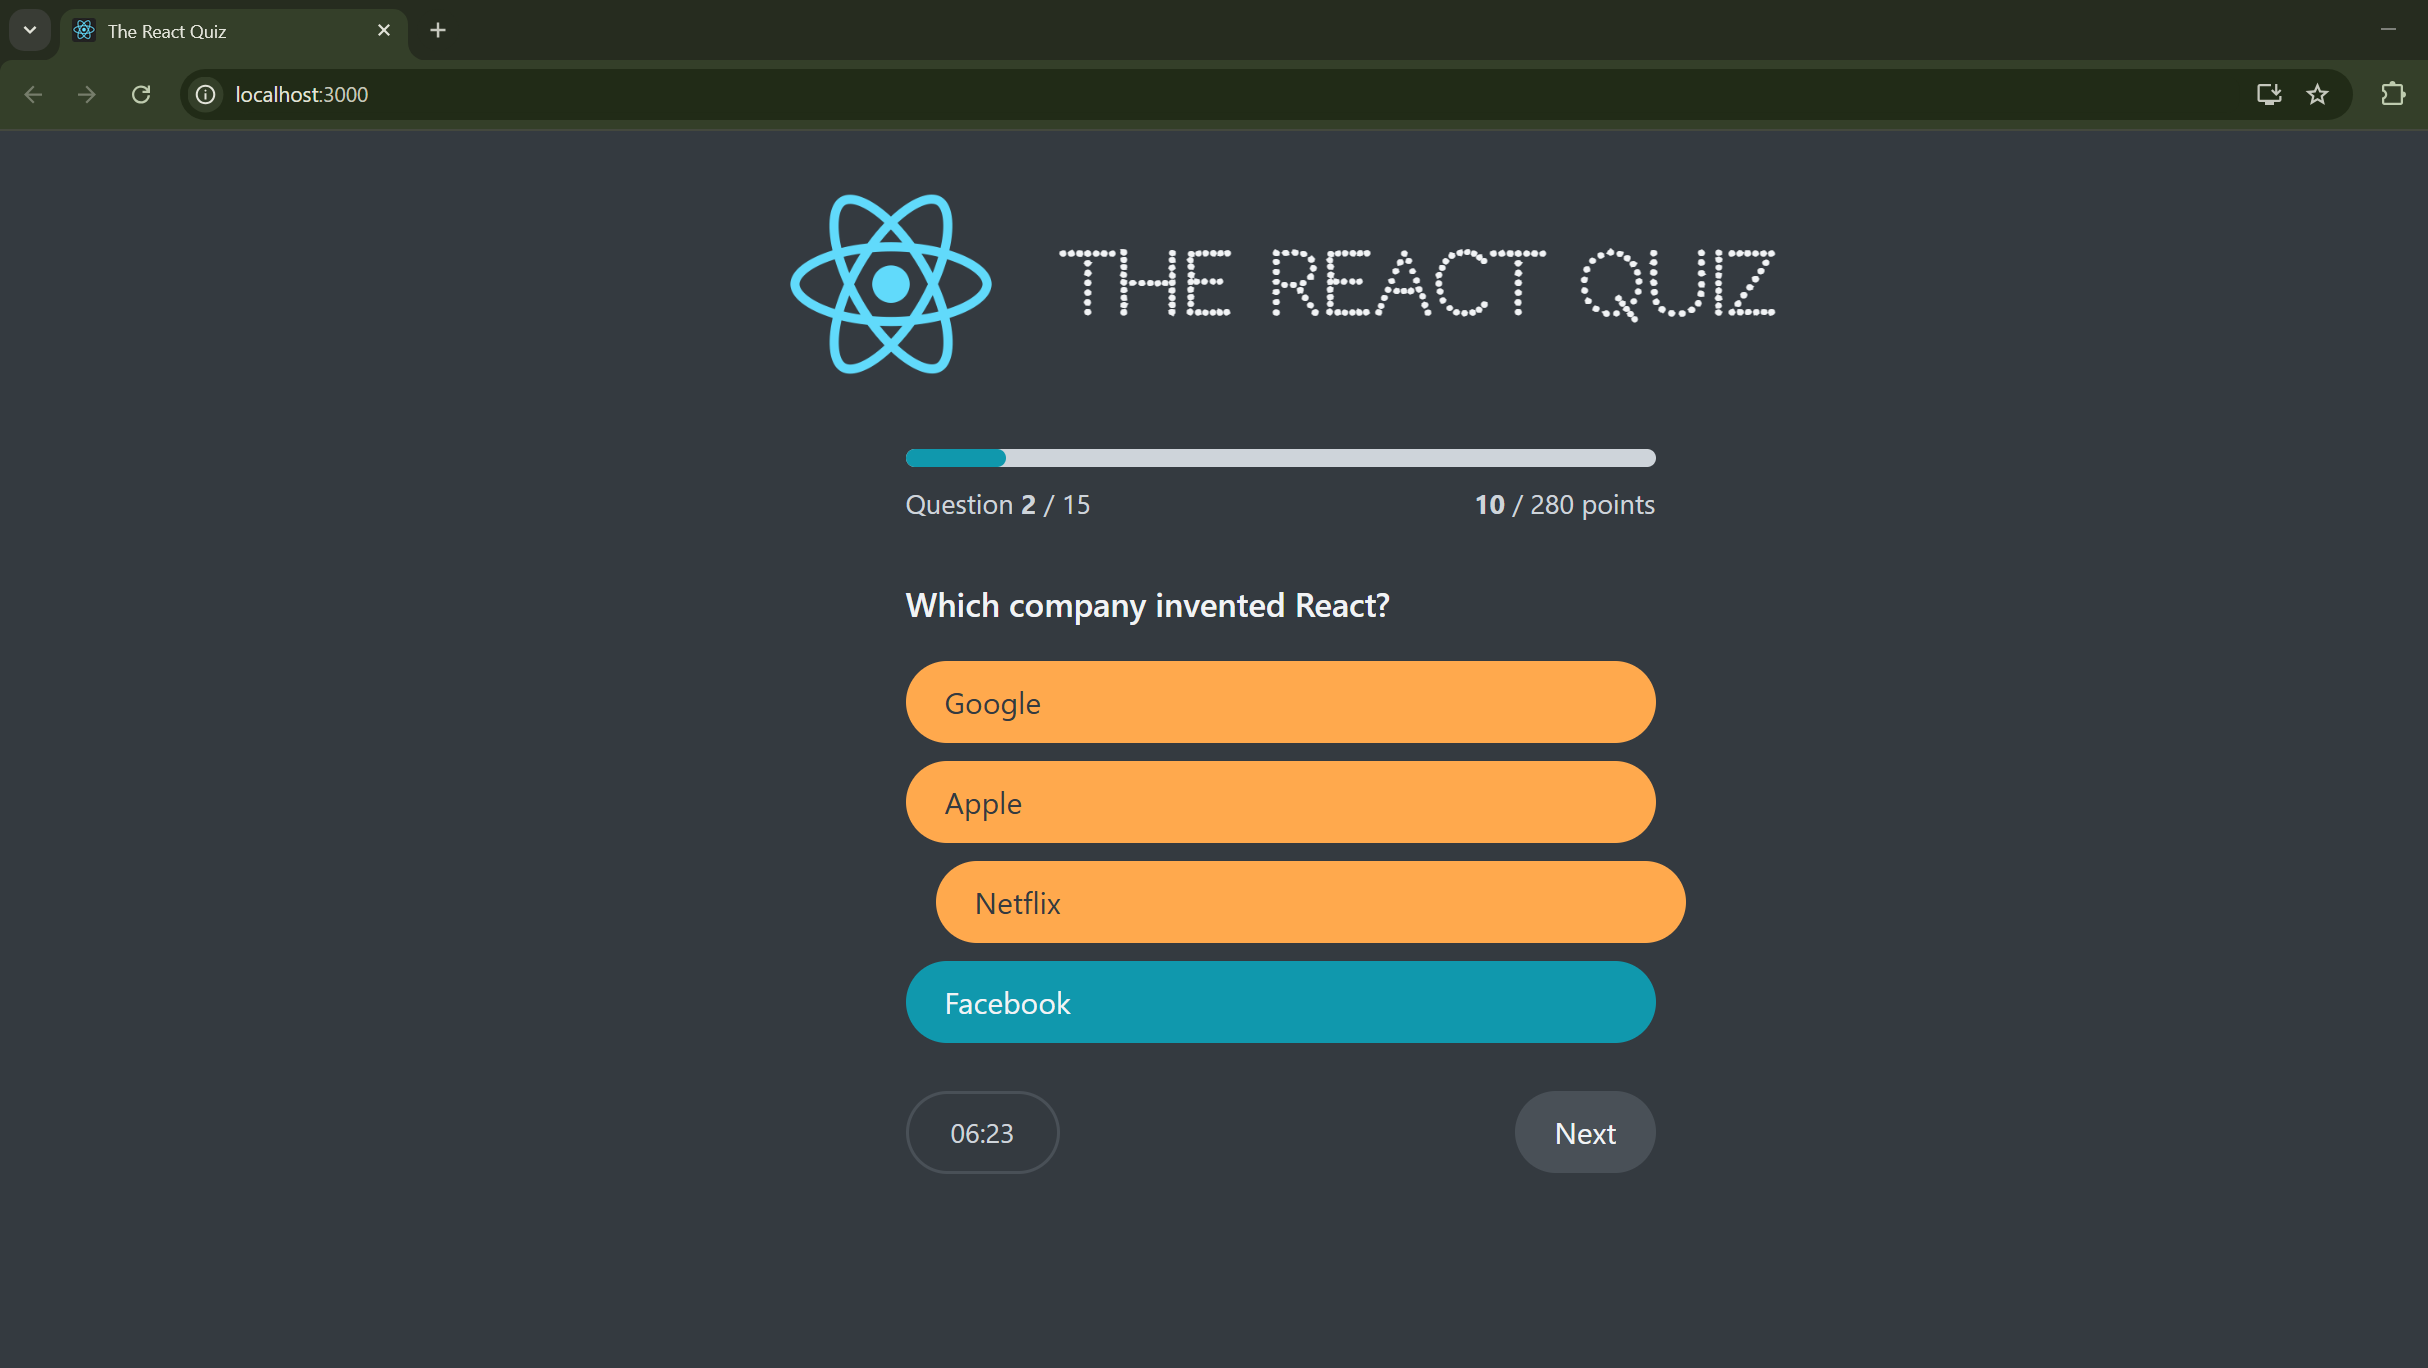 The React Quiz
localhost:3000
THE REACT QUIZ
Question 2 / 15
10 / 280 points
Which company invented React?
Google
Apple
Netflix
Facebook
06:23
Next